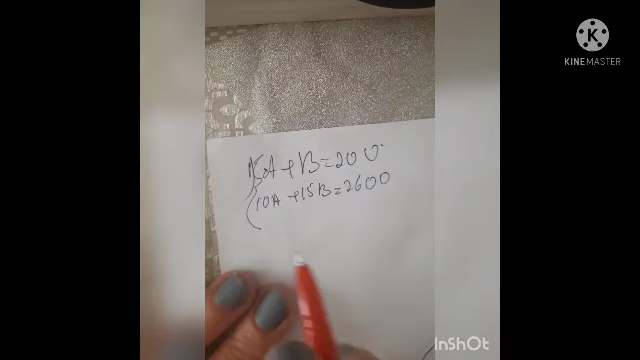 K
KINEMASTER
A + B = 200
10A + 15B = 2600
InShOt